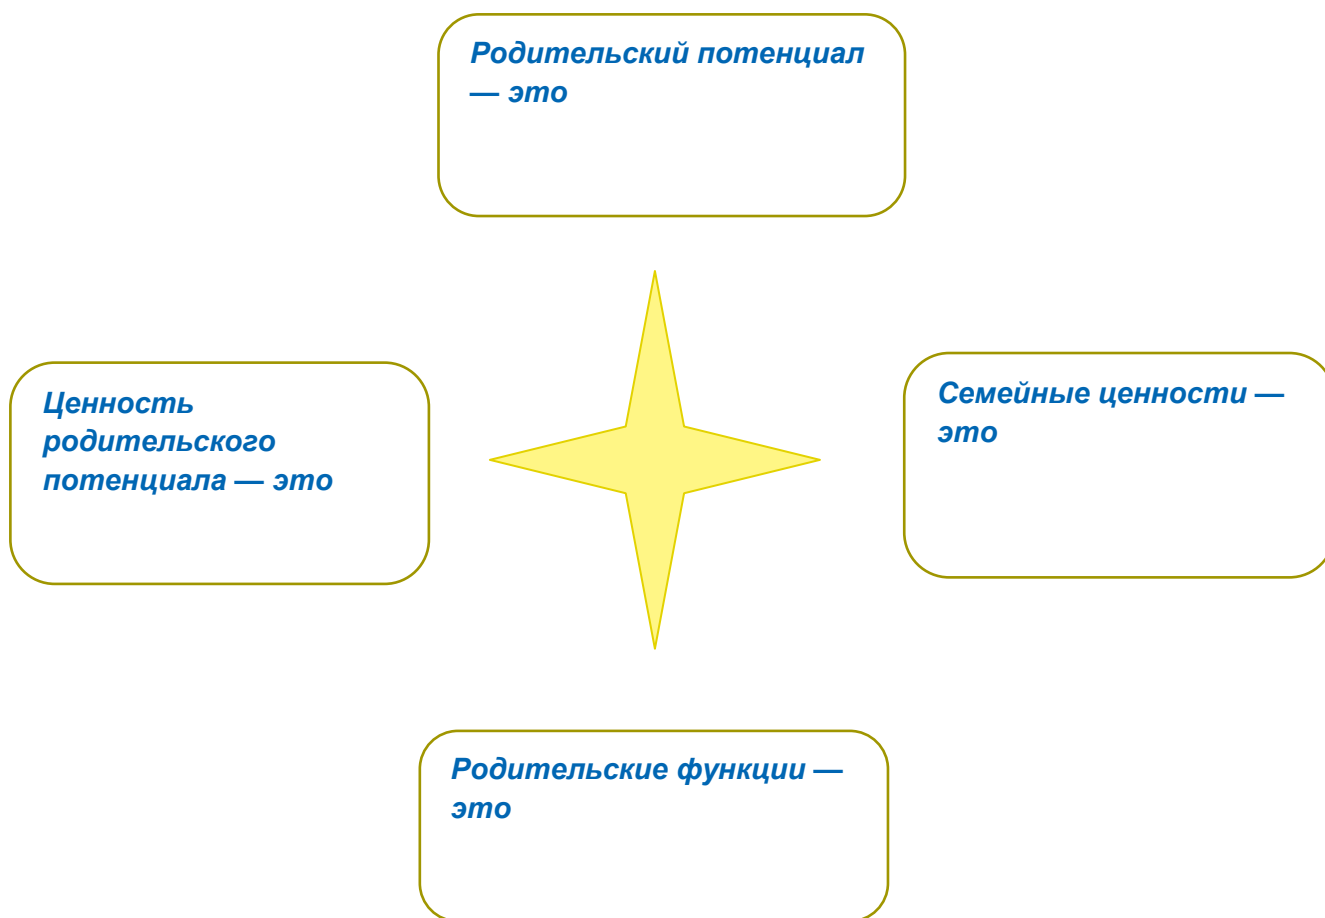 Родительский потенциал
— это
Ценность
родительского
потенциала — это
Семейные ценности —
это
Родительские функции —
это